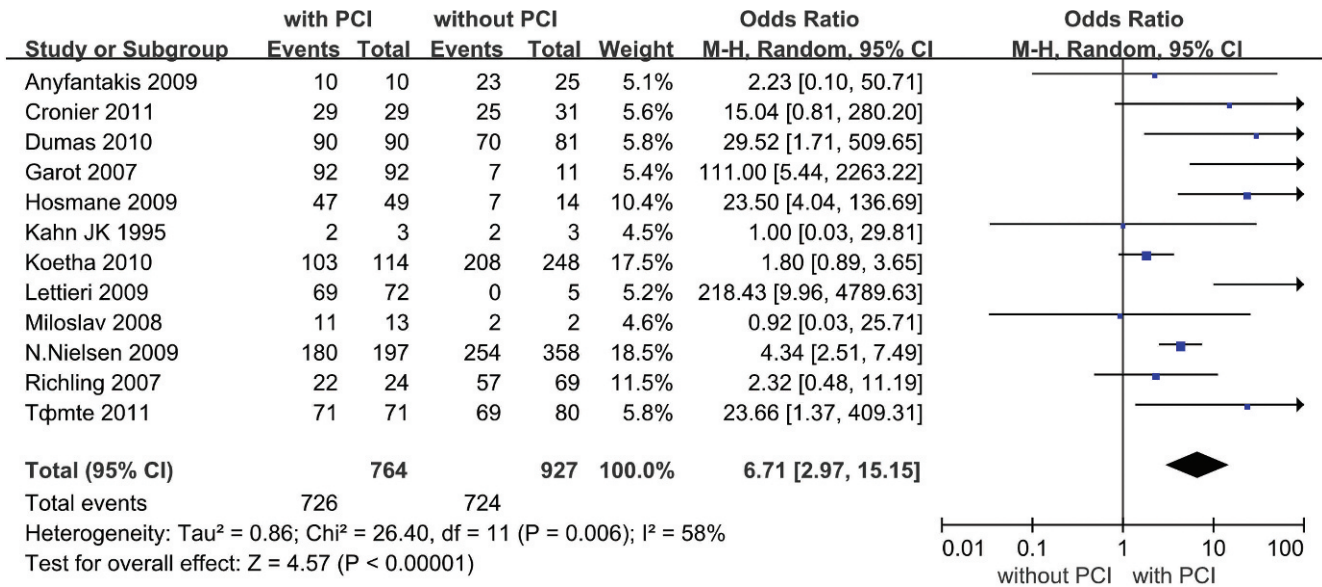 with PCI without PCI Odds Ratio Odds Ratio
Study or Subgroup Events Total Events Total Weight M-H, Random, 95% CI M-H, Random, 95% CI
Anyfantakis 2009 10 10 23 25 5.1% 2.23 [0.10, 50.71]
Cronier 2011 29 29 25 31 5.6% 15.04 [0.81, 280.20]
Dumas 2010 90 90 70 81 5.8% 29.52 [1.71, 509.65]
Garot 2007 92 92 7 11 5.4% 111.00 [5.44, 2263.22]
Hosmane 2009 47 49 7 14 10.4% 23.50 [4.04, 136.69]
Kahn JK 1995 2 3 2 3 4.5% 1.00 [0.03, 29.81]
Koetha 2010 103 114 208 248 17.5% 1.80 [0.89, 3.65]
Lettieri 2009 69 72 0 5 5.2% 218.43 [9.96, 4789.63]
Miloslav 2008 11 13 2 2 4.6% 0.92 [0.03, 25.71]
N.Nielsen 2009 180 197 254 358 18.5% 4.34 [2.51, 7.49]
Richling 2007 22 24 57 69 11.5% 2.32 [0.48, 11.19]
Tфmte 2011 71 71 69 80 5.8% 23.66 [1.37, 409.31]
Total (95% CI) 764 927 100.0% 6.71 [2.97, 15.15]
Total events 726 724
Heterogeneity: Tau² = 0.86; Chi² = 26.40, df = 11 (P = 0.006); I² = 58%
Test for overall effect: Z = 4.57 (P < 0.00001)
0.01 0.1 1 10 100
without PCI with PCI